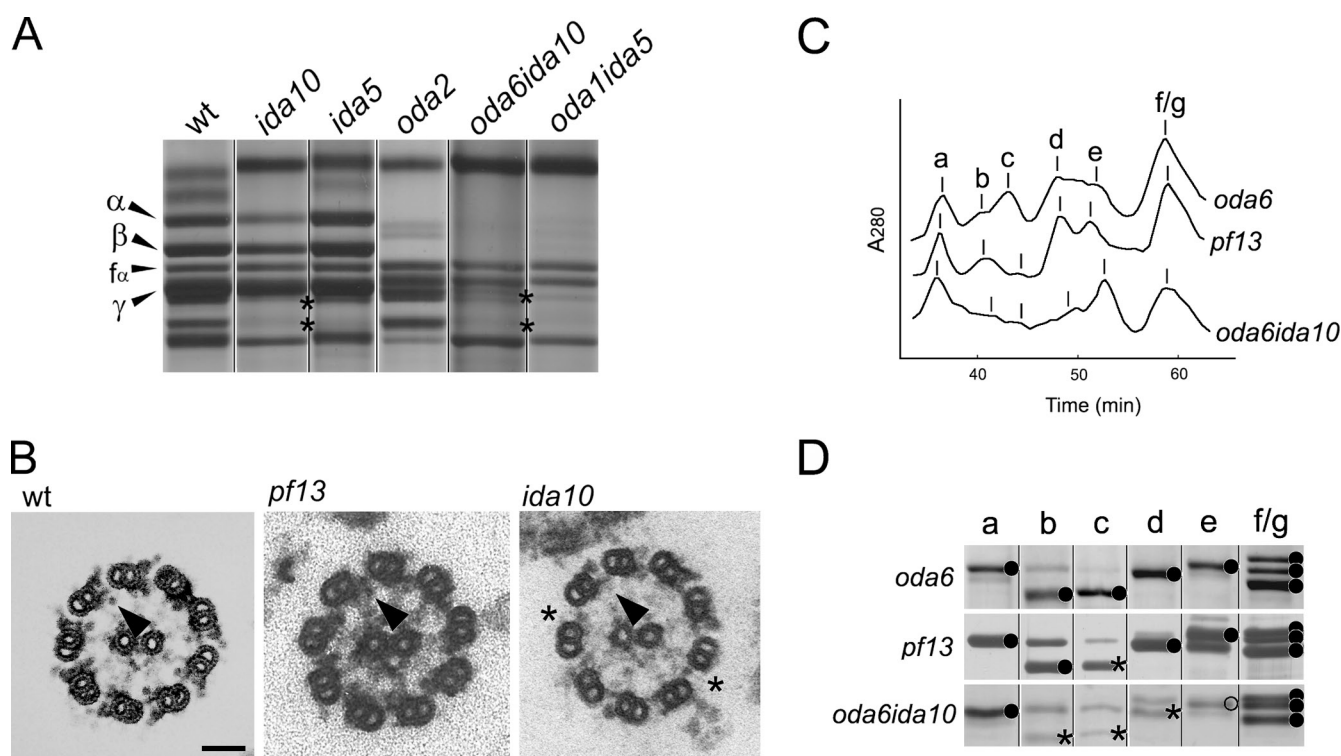 A
wt
ida10
ida5
oda2
oda6ida10
oda1ida5
α
β
fα
γ
*
*
*
*
B
wt
pf13
ida10
*
*
C
a
b
c
d
e
f/g
oda6
pf13
oda6ida10
A280
40
50
60
Time (min)
D
a b c d e f/g
oda6
pf13
*
oda6ida10
* * *